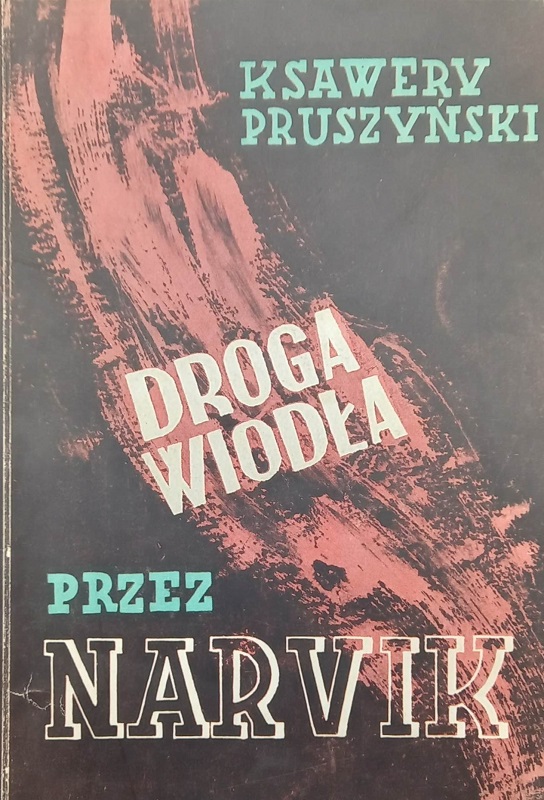 KSAWERY
PRUSZYŃSKI
DROGA
WIODŁA
PRZEZ
NARVIK